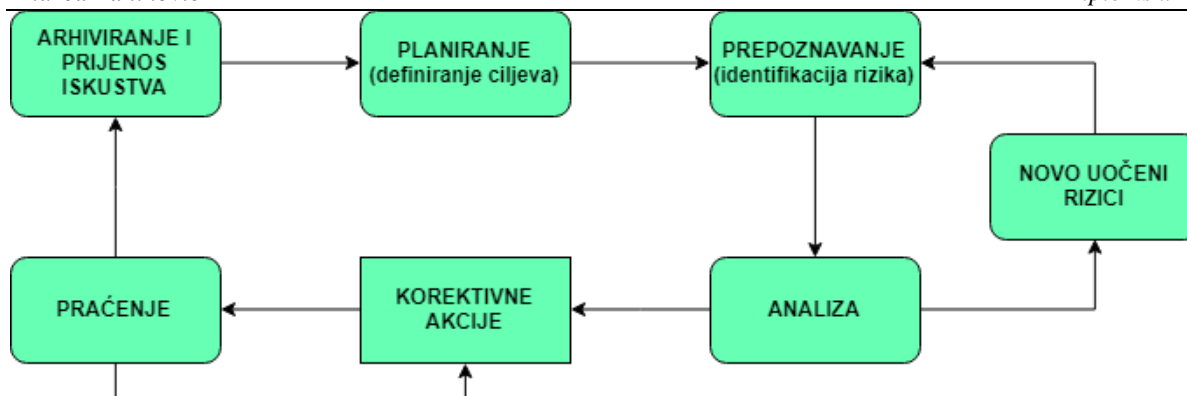 ARHIVIRANJE I
PRIJENOS
ISKUSTVA
PLANIRANJE
(definiranje ciljeva)
PREPOZNAVANJE
(identifikacija rizika)
NOVO UOČENI
RIZICI
PRAĆENJE
KOREKTIVNE
AKCIJE
ANALIZA